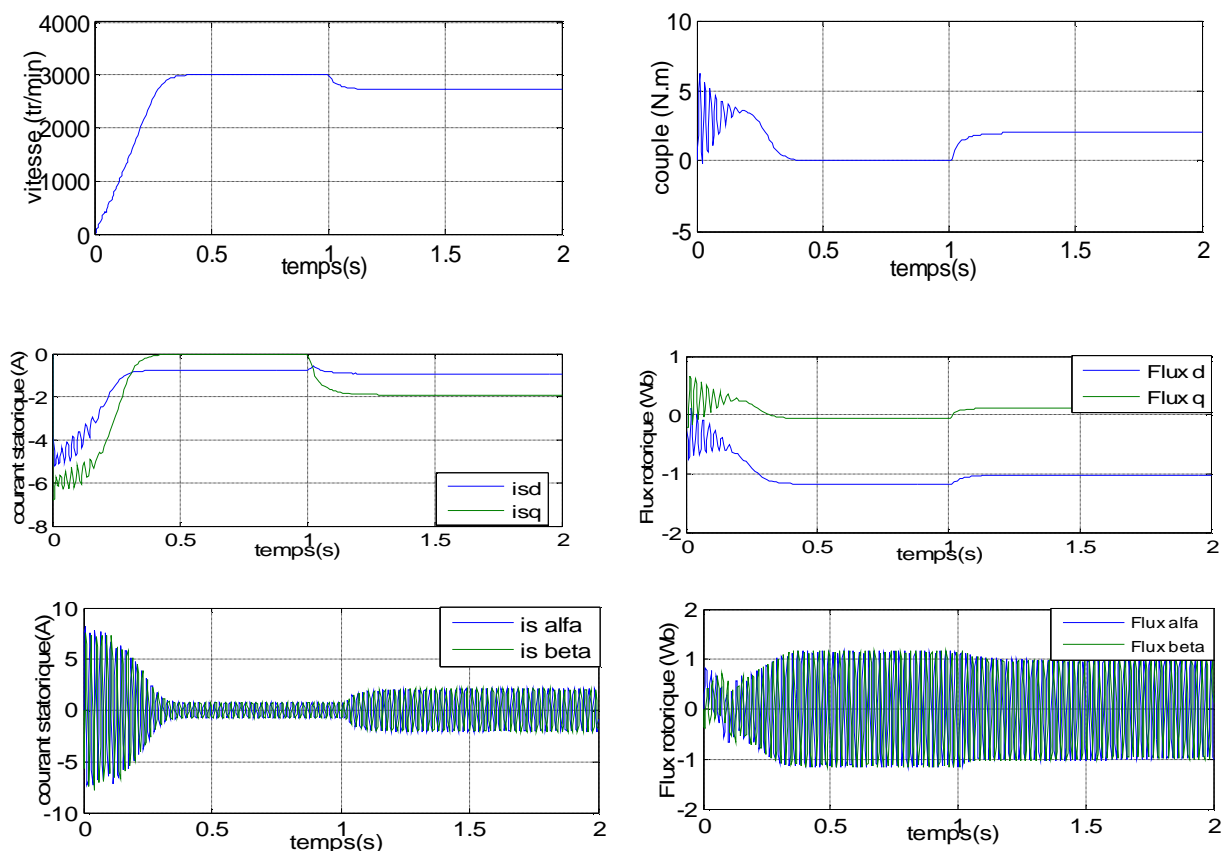 4000
3000
2000
1000
0
vitesse (tr/min)
0 0.5 1 1.5 2
temps(s)
10
5
0
-5
couple (N.m)
0 0.5 1 1.5 2
temps(s)
0
-2
-4
-6
-8
courant statorique (A)
isd
isq
0 0.5 1 1.5 2
temps(s)
1
0
-1
-2
Flux rotorique (Wb)
Flux d
Flux q
0 0.5 1 1.5 2
temps(s)
10
5
0
-5
-10
courant statorique(A)
is alfa
is beta
0 0.5 1 1.5 2
temps(s)
2
1
0
-1
-2
Flux rotorique (Wb)
Flux alfa
Flux beta
0 0.5 1 1.5 2
temps(s)